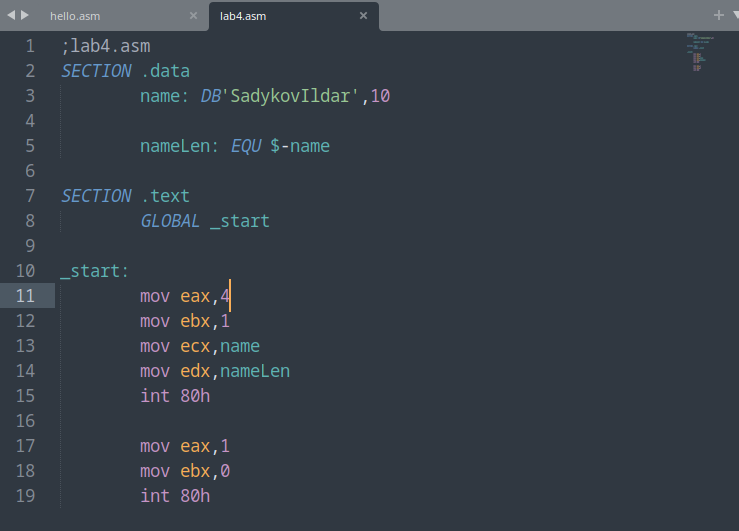 hello.asm × lab4.asm × +
1 ;lab4.asm
2 SECTION .data
3 name: DB'SadykovIldar',10
4
5 nameLen: EQU $-name
6
7 SECTION .text
8 GLOBAL _start
9
10 _start:
11 mov eax,4
12 mov ebx,1
13 mov ecx,name
14 mov edx,nameLen
15 int 80h
16
17 mov eax,1
18 mov ebx,0
19 int 80h